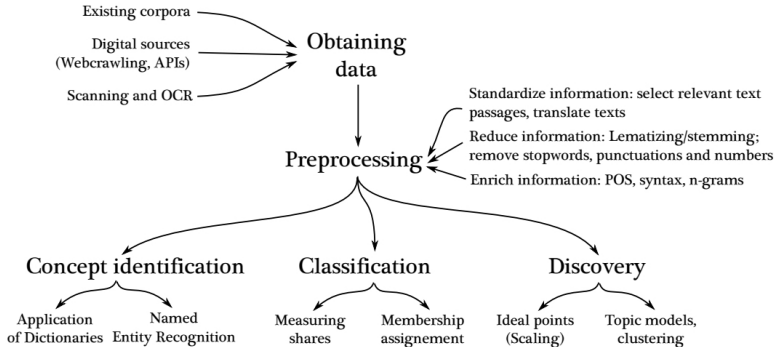 Existing corpora
Digital sources
(Webcrawling, APIs)
Scanning and OCR
Obtaining
data
Standardize information: select relevant text
passages, translate texts
Reduce information: Lematizing/stemming;
remove stopwords, punctuations and numbers
Enrich information: POS, syntax, n-grams
Preprocessing
Concept identification
Classification
Discovery
Application
of Dictionaries
Named
Entity Recognition
Measuring
shares
Membership
assignement
Ideal points
(Scaling)
Topic models,
clustering